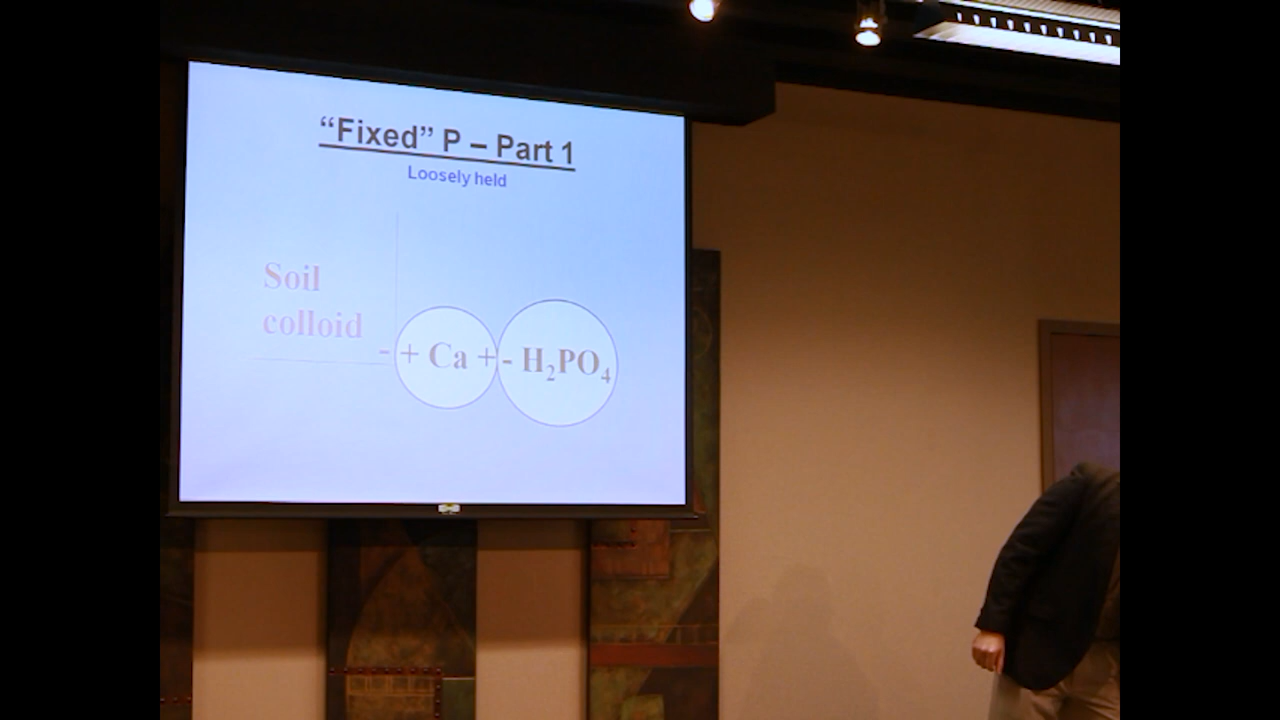 “Fixed” P – Part 1
Loosely held
Soil
colloid
- + Ca + - H₂PO₄